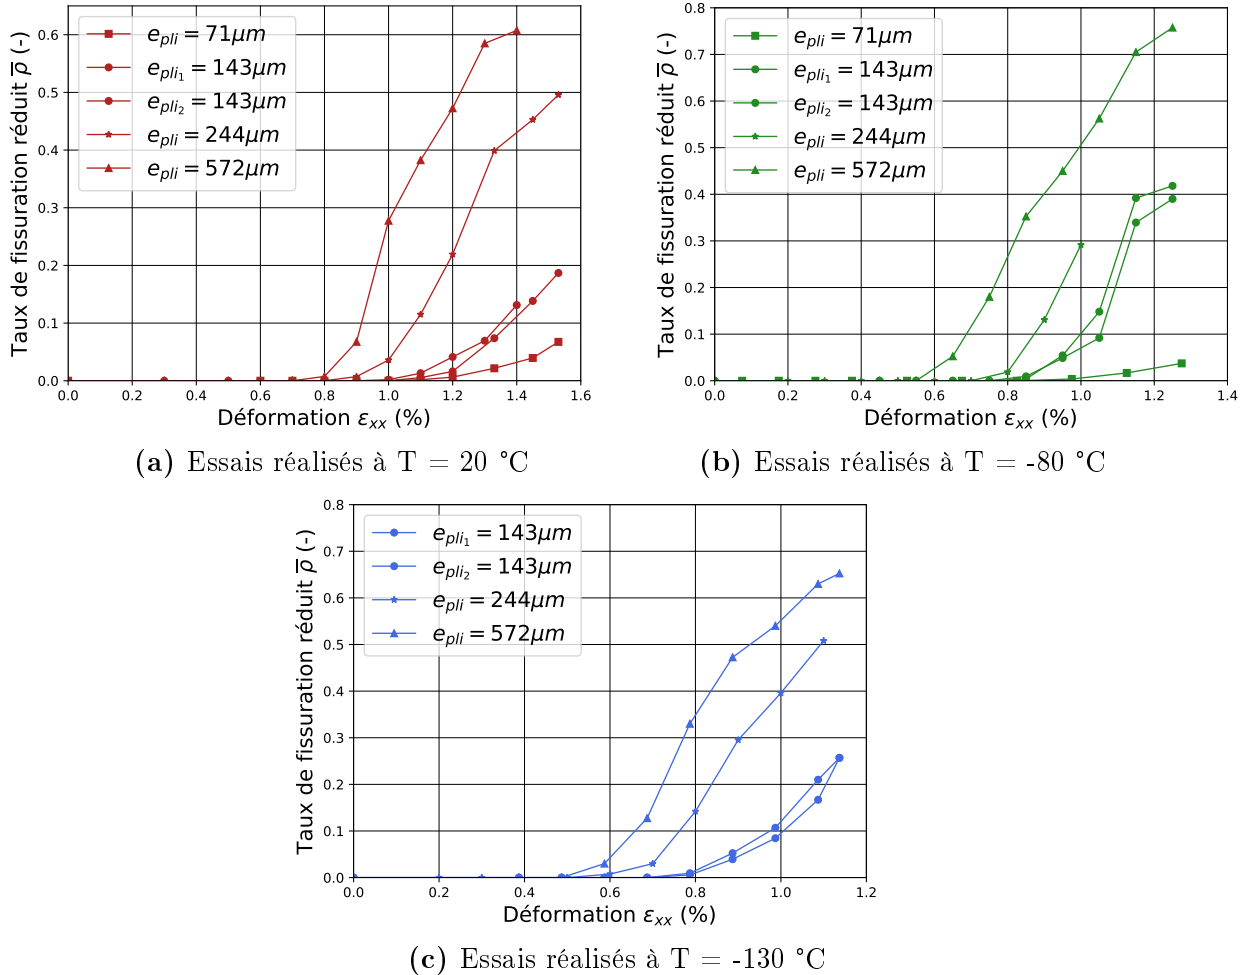 Taux de fissuration réduit ρ̅ (-)
0.6
0.5
0.4
0.3
0.2
0.1
0.0
e_pli = 71μm
e_pli₁ = 143μm
e_pli₂ = 143μm
e_pli = 244μm
e_pli = 572μm
0.0 0.2 0.4 0.6 0.8 1.0 1.2 1.4 1.6
Déformation ε_xx (%)
(a) Essais réalisés à T = 20 °C
Taux de fissuration réduit ρ̅ (-)
0.8
0.7
0.6
0.5
0.4
0.3
0.2
0.1
0.0
e_pli = 71μm
e_pli₁ = 143μm
e_pli₂ = 143μm
e_pli = 244μm
e_pli = 572μm
0.0 0.2 0.4 0.6 0.8 1.0 1.2 1.4
Déformation ε_xx (%)
(b) Essais réalisés à T = -80 °C
Taux de fissuration réduit ρ̅ (-)
0.8
0.7
0.6
0.5
0.4
0.3
0.2
0.1
0.0
e_pli₁ = 143μm
e_pli₂ = 143μm
e_pli = 244μm
e_pli = 572μm
0.0 0.2 0.4 0.6 0.8 1.0 1.2
Déformation ε_xx (%)
(c) Essais réalisés à T = -130 °C